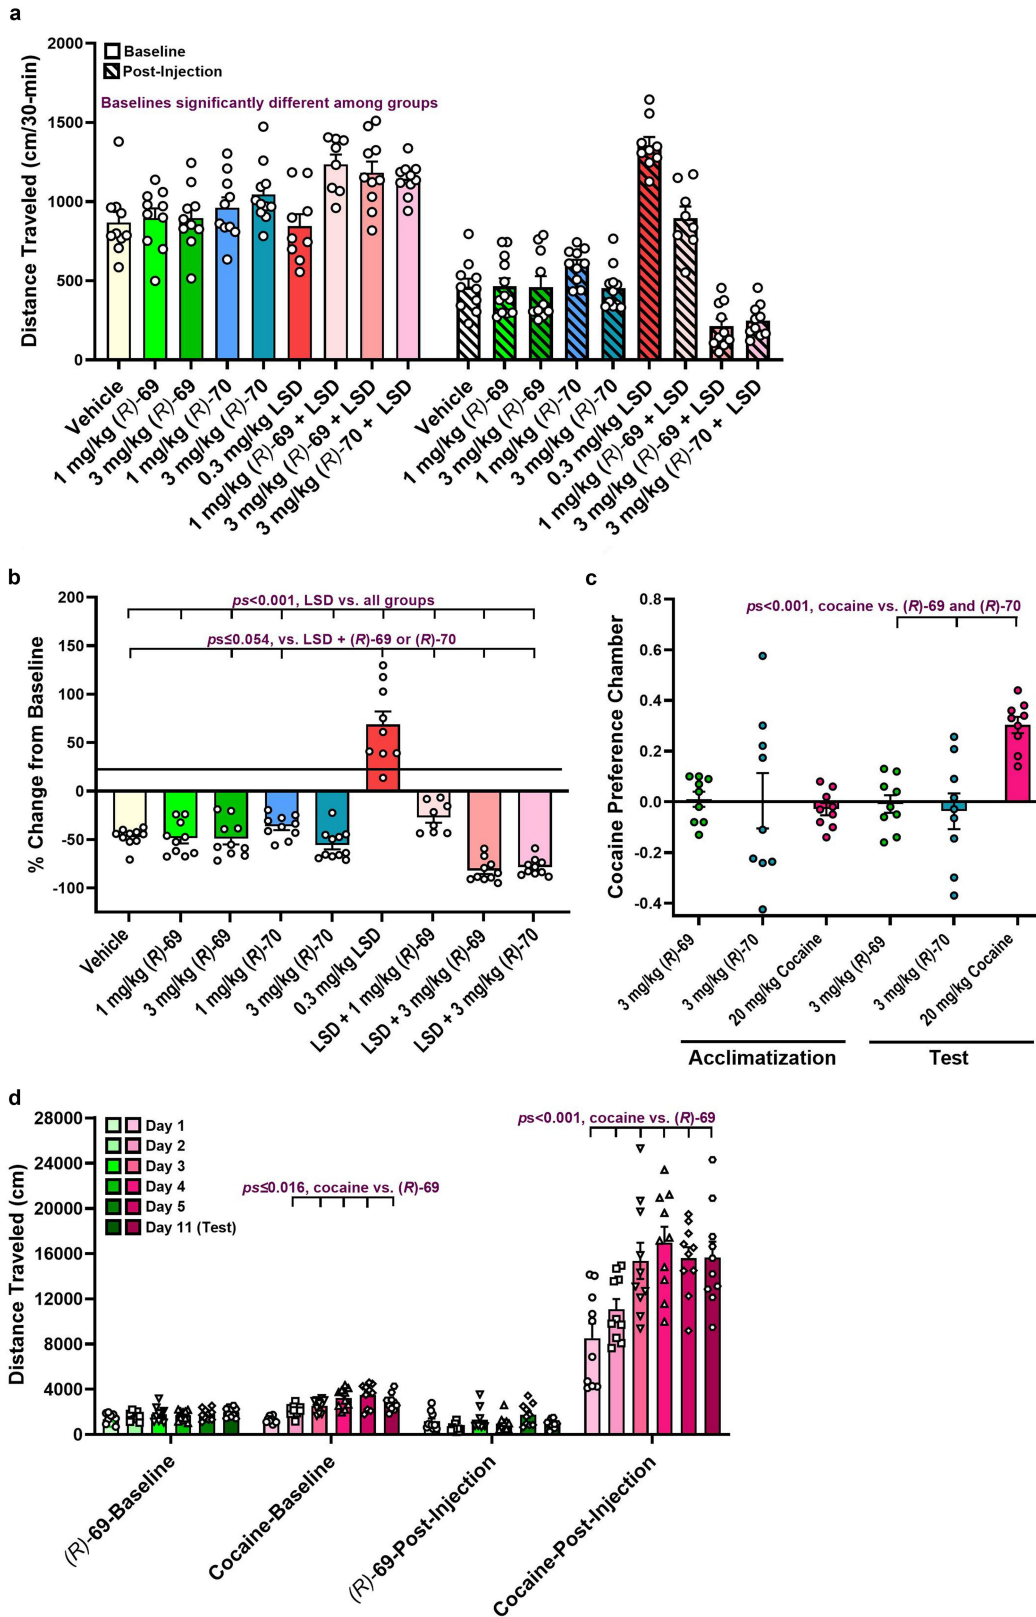 a
2000
1500
1000
500
0
Distance Traveled (cm/30-min)
Baseline
Post-Injection
Baselines significantly different among groups
Vehicle
1 mg/kg (R)-69
3 mg/kg (R)-69
1 mg/kg (R)-70
3 mg/kg (R)-70
0.3 mg/kg LSD
1 mg/kg (R)-69 + LSD
3 mg/kg (R)-69 + LSD
3 mg/kg (R)-70 + LSD
Vehicle
1 mg/kg (R)-69
3 mg/kg (R)-69
1 mg/kg (R)-70
3 mg/kg (R)-70
0.3 mg/kg LSD
1 mg/kg (R)-69 + LSD
3 mg/kg (R)-69 + LSD
3 mg/kg (R)-70 + LSD
b
200
150
100
50
0
-50
-100
% Change from Baseline
ps<0.001, LSD vs. all groups
ps≤0.054, vs. LSD + (R)-69 or (R)-70
Vehicle
1 mg/kg (R)-69
3 mg/kg (R)-69
1 mg/kg (R)-70
3 mg/kg (R)-70
0.3 mg/kg LSD
LSD + 1 mg/kg (R)-69
LSD + 3 mg/kg (R)-69
LSD + 3 mg/kg (R)-70
c
0.8
0.6
0.4
0.2
0.0
-0.2
-0.4
Cocaine Preference Chamber
ps<0.001, cocaine vs. (R)-69 and (R)-70
3 mg/kg (R)-69
3 mg/kg (R)-70
20 mg/kg Cocaine
3 mg/kg (R)-69
3 mg/kg (R)-70
20 mg/kg Cocaine
Acclimatization
Test
d
28000
24000
20000
16000
12000
8000
4000
0
Distance Traveled (cm)
Day 1
Day 2
Day 3
Day 4
Day 5
Day 11 (Test)
ps≤0.016, cocaine vs. (R)-69
ps<0.001, cocaine vs. (R)-69
(R)-69-Baseline
Cocaine-Baseline
(R)-69-Post-Injection
Cocaine-Post-Injection